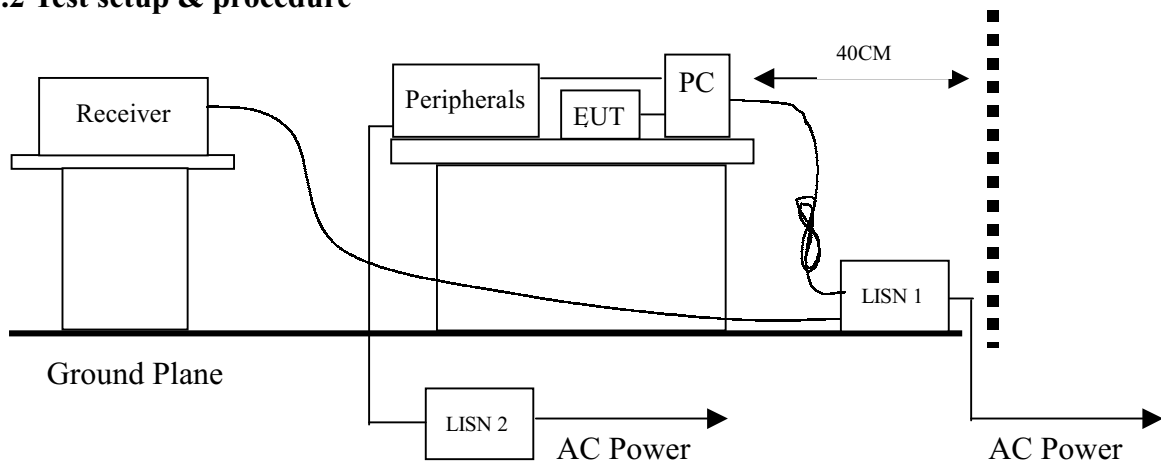 .2 Test setup & procedure
40CM
Receiver
Peripherals
EUT
PC
LISN 1
Ground Plane
LISN 2
AC Power
AC Power